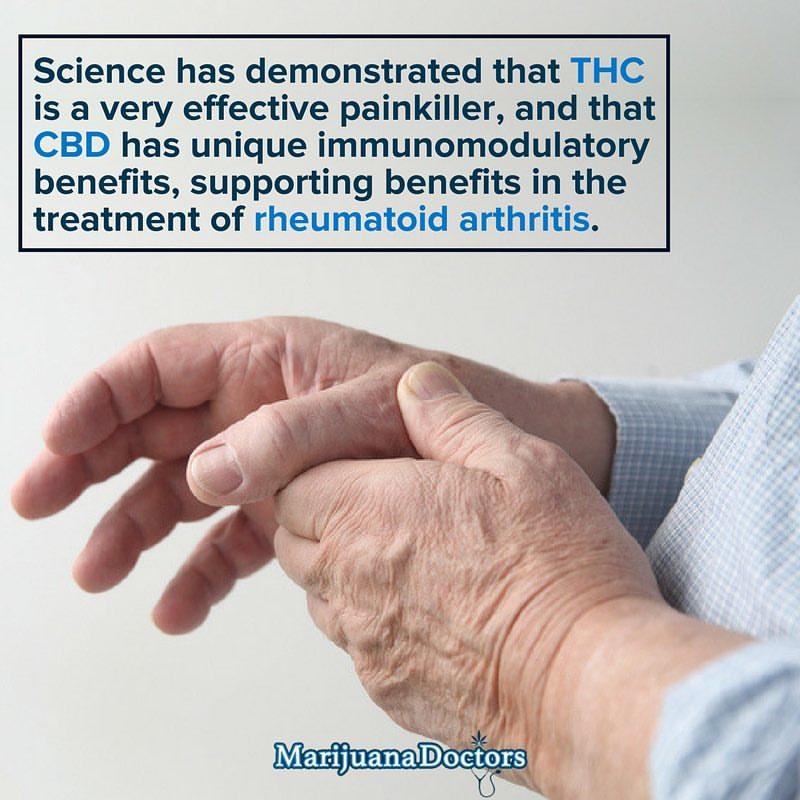 Science has demonstrated that THC
is a very effective painkiller, and that
CBD has unique immunomodulatory
benefits, supporting benefits in the
treatment of rheumatoid arthritis.
MarijuanaDoctors